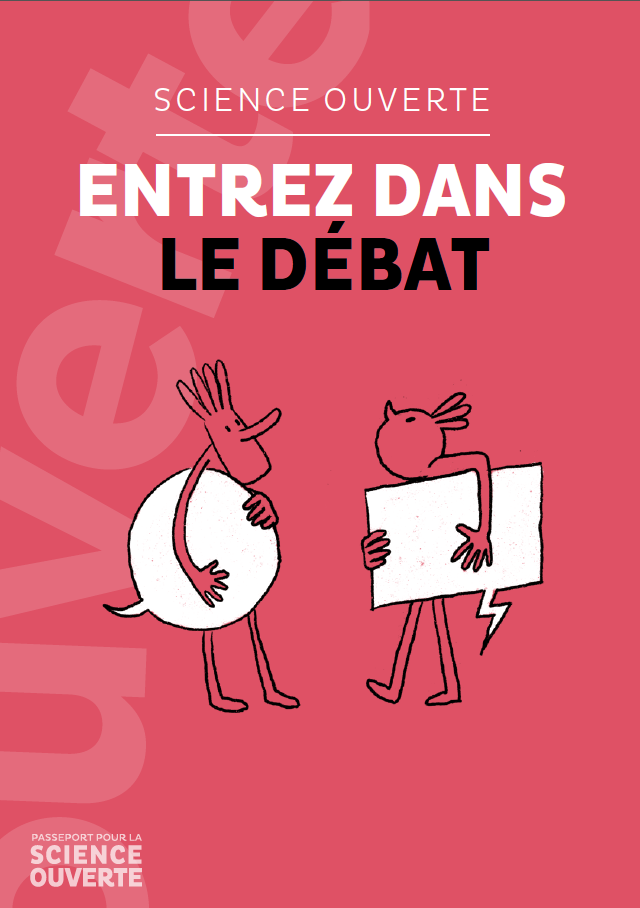 SCIENCE OUVERTE
ENTREZ DANS
LE DÉBAT
ouverte
PASSEPORT POUR LA
SCIENCE
OUVERTE